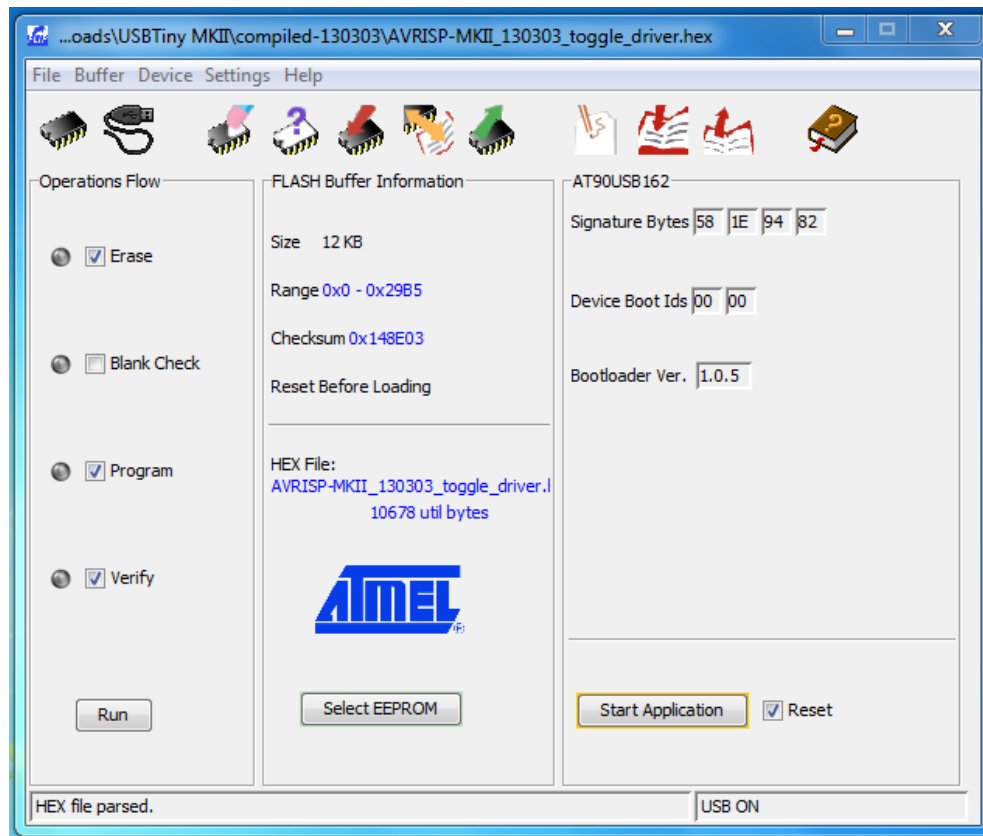 ...oads\USBTiny MKII\compiled-130303\AVRISP-MKII_130303_toggle_driver.hex
File Buffer Device Settings Help
Operations Flow
Erase
Blank Check
Program
Verify
Run
FLASH Buffer Information
Size 12 KB
Range 0x0 - 0x29B5
Checksum 0x148E03
Reset Before Loading
HEX File:
AVRISP-MKII_130303_toggle_driver.l
10678 util bytes
ATMEL®
Select EEPROM
AT90USB162
Signature Bytes 58 1E 94 82
Device Boot Ids 00 00
Bootloader Ver. 1.0.5
Start Application Reset
HEX file parsed.
USB ON